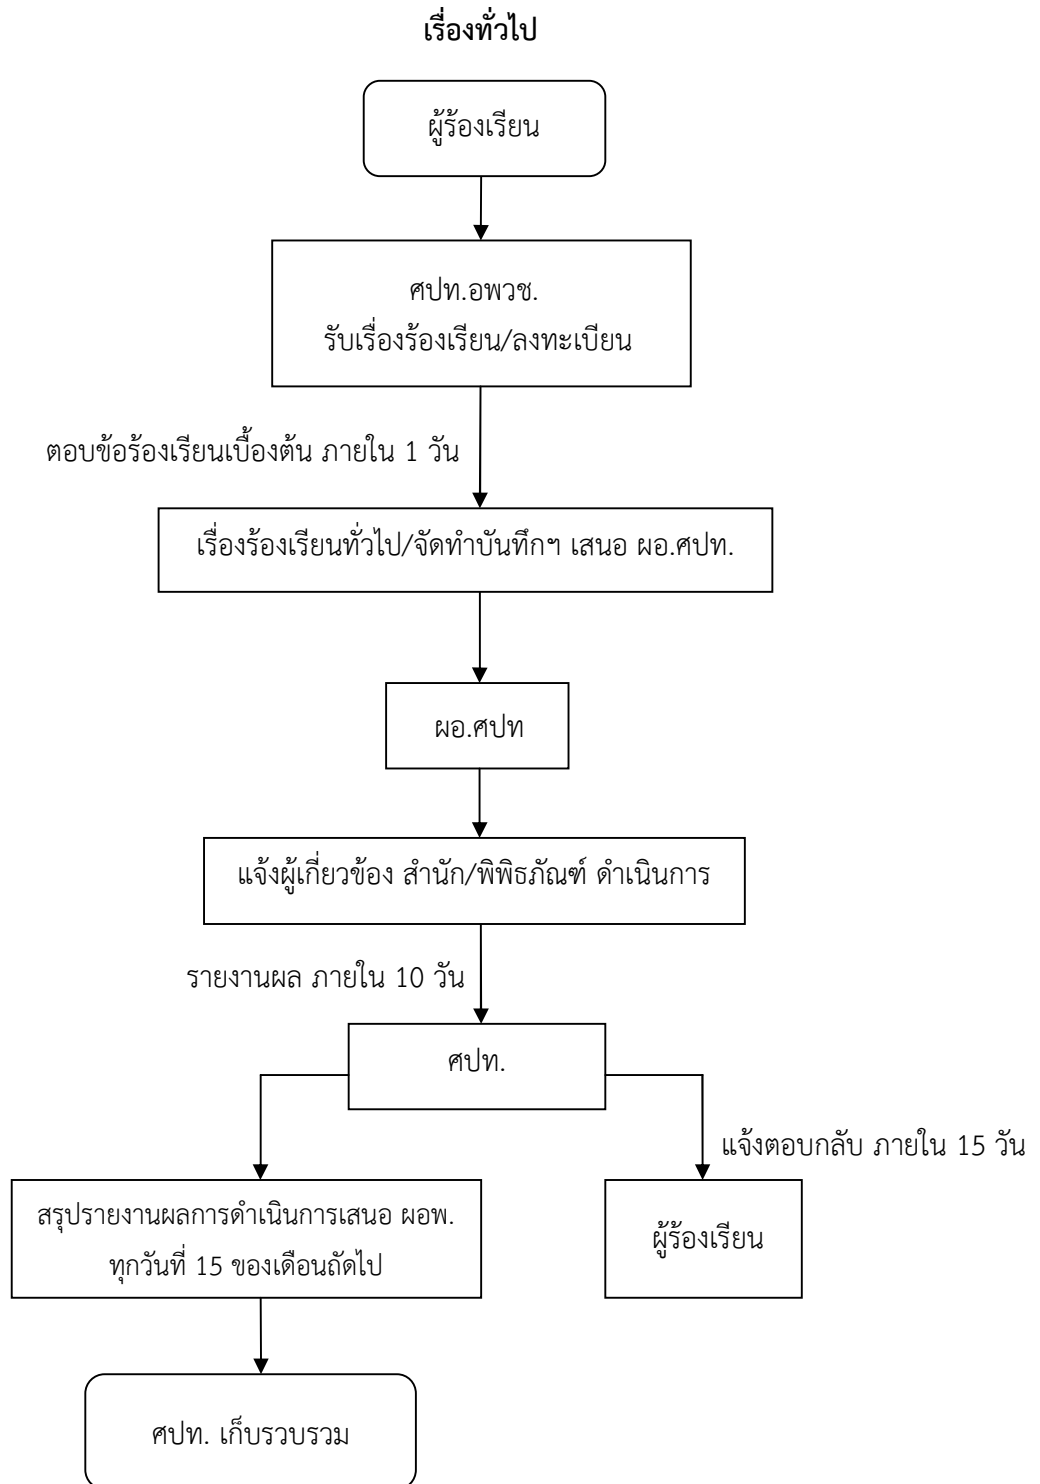 เรื่องทั่วไป
ผู้ร้องเรียน
ศปท.อพวช.
รับเรื่องร้องเรียน/ลงทะเบียน
ตอบข้อร้องเรียนเบื้องต้น ภายใน 1 วัน
เรื่องร้องเรียนทั่วไป/จัดทำบันทึกฯ เสนอ ผอ.ศปท.
ผอ.ศปท
แจ้งผู้เกี่ยวข้อง สำนัก/พิพิธภัณฑ์ ดำเนินการ
รายงานผล ภายใน 10 วัน
ศปท.
แจ้งตอบกลับ ภายใน 15 วัน
สรุปรายงานผลการดำเนินการเสนอ ผอพ.
ทุกวันที่ 15 ของเดือนถัดไป
ผู้ร้องเรียน
ศปท. เก็บรวบรวม